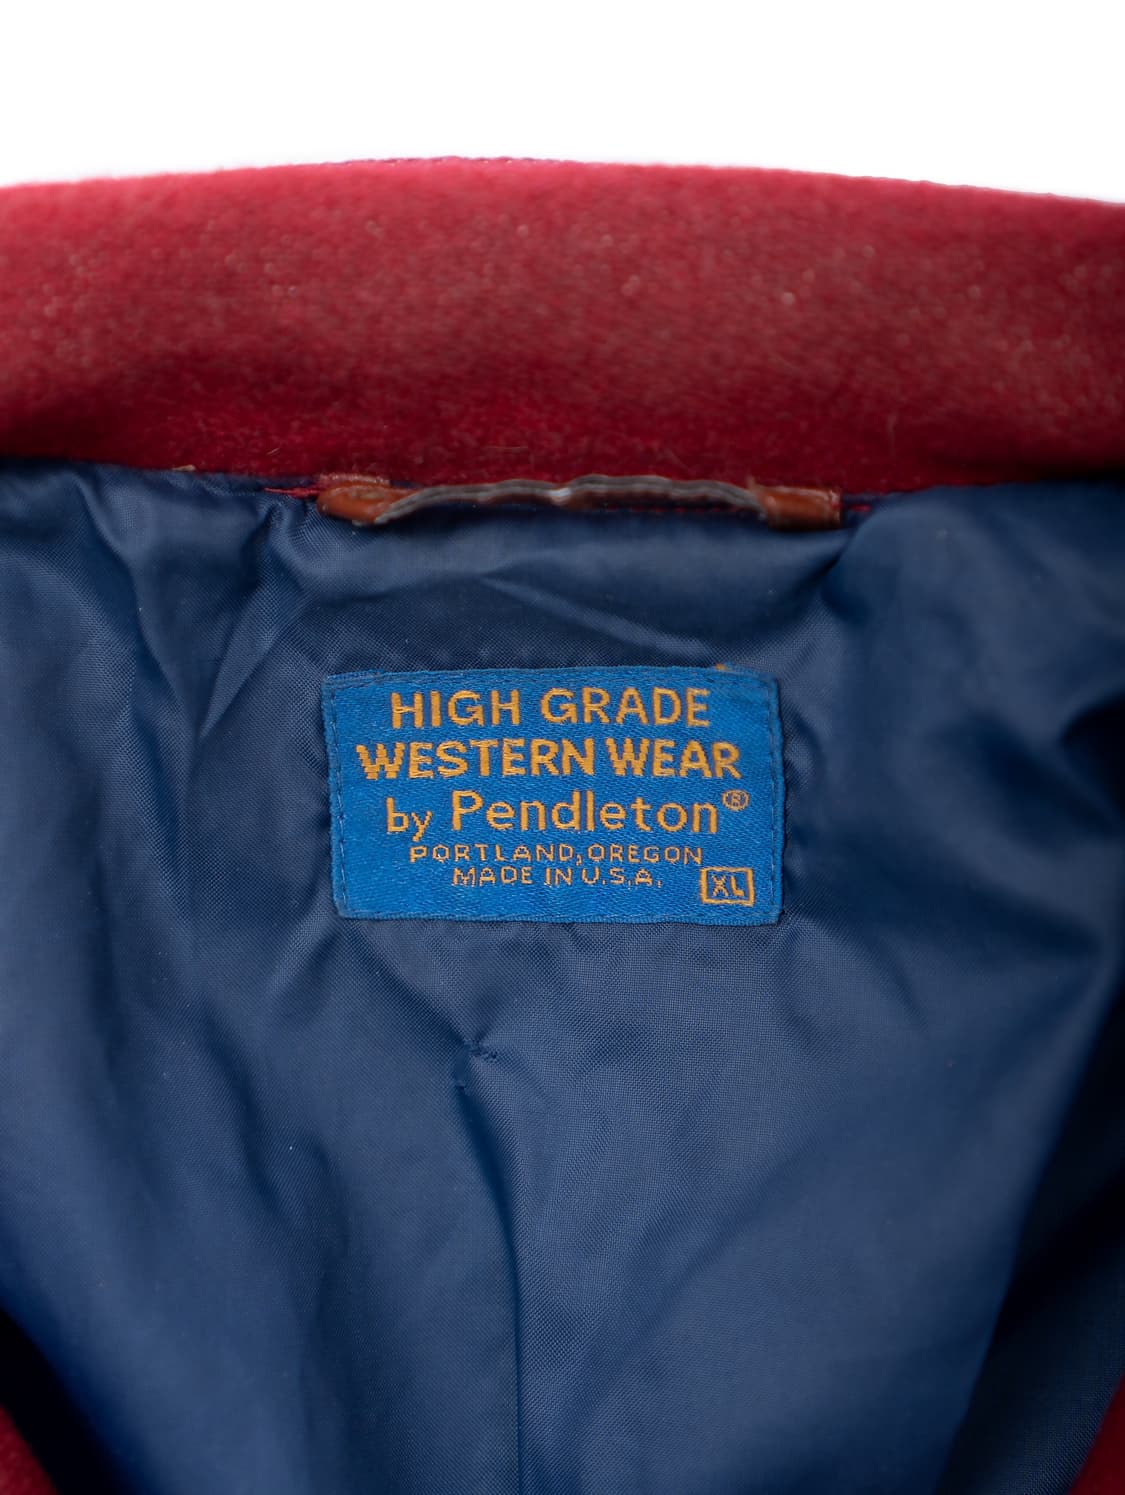 HIGH GRADE
WESTERN WEAR
by Pendleton®
PORTLAND, OREGON
MADE IN U.S.A.
XL